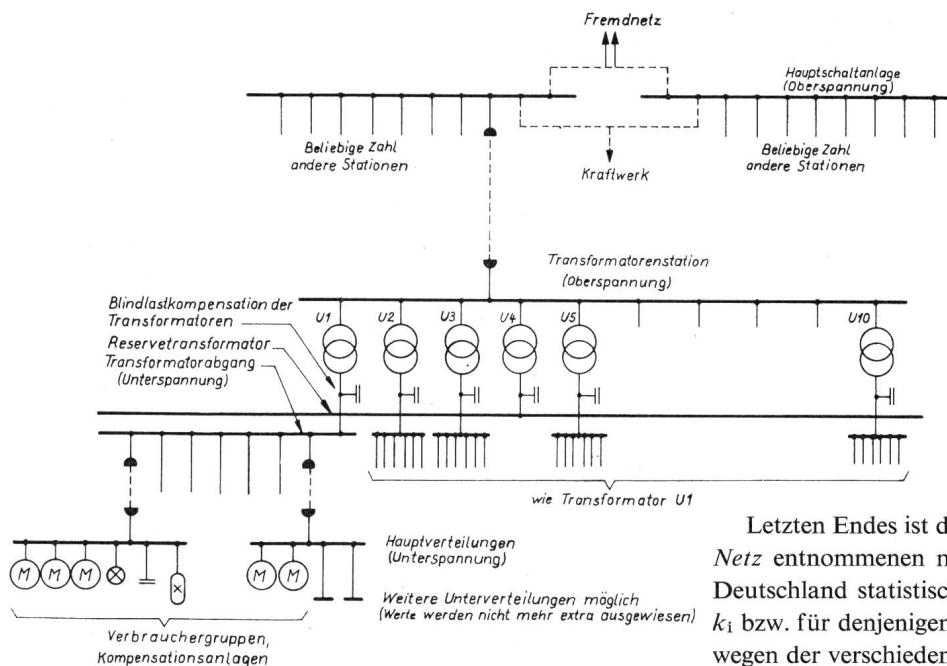 Fremdnetz
Hauptschaltanlage
(Oberspannung)
Beliebige Zahl
andere Stationen
Beliebige Zahl
andere Stationen
Kraftwerk
Transformatorenstation
(Oberspannung)
Blindlastkompensation der
Transformatoren
Reservetransformator
Transformatorabgang
(Unterspannung)
U1
U2
U3
U4
U5
U10
wie Transformator U1
Hauptverteilungen
(Unterspannung)
M
M
M
M
M
Weitere Unterverteilungen möglich
(Werte werden nicht mehr extra ausgewiesen)
Verbrauchergruppen,
Kompensationsanlagen
Letzten Endes ist d
Netz entnommenen m
Deutschland statistisc
ki bzw. für denjenigen
wegen der verschieden